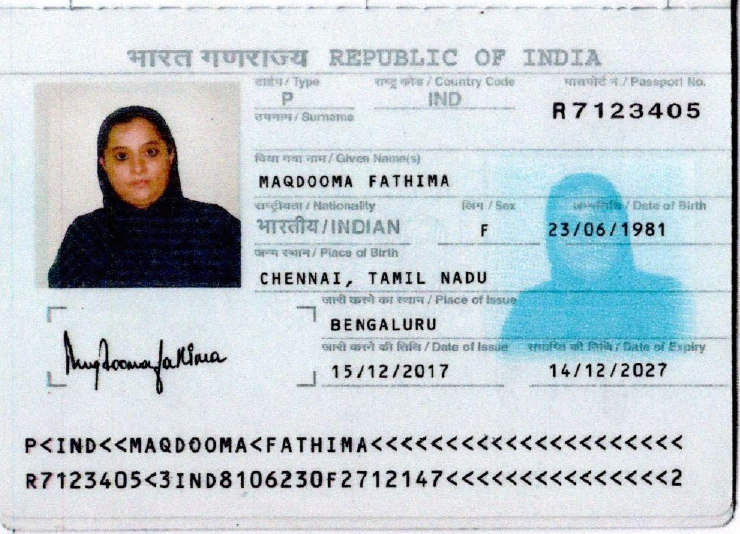 भारत गणराज्य REPUBLIC OF INDIA
टाईप / Type राष्ट्र कोड / Country Code पासपोर्ट नं. / Passport No.
P IND R7123405
उपनाम / Surname
दिया गया नाम / Given Name(s)
MAQDOOMA FATHIMA
राष्ट्रीयता / Nationality लिंग / Sex जन्मतिथि / Date of Birth
भारतीय / INDIAN F 23/06/1981
जन्म स्थान / Place of Birth
CHENNAI, TAMIL NADU
जारी करने का स्थान / Place of Issue
BENGALURU
जारी करने की तिथि / Date of Issue समाप्ति की तिथि / Date of Expiry
15/12/2017 14/12/2027
MaqdoomaFathima
P<IND<<MAQDOOMA<FATHIMA<<<<<<<<<<<<<<<<<<<<<
R7123405<3IND8106230F2712147<<<<<<<<<<<<<<<2